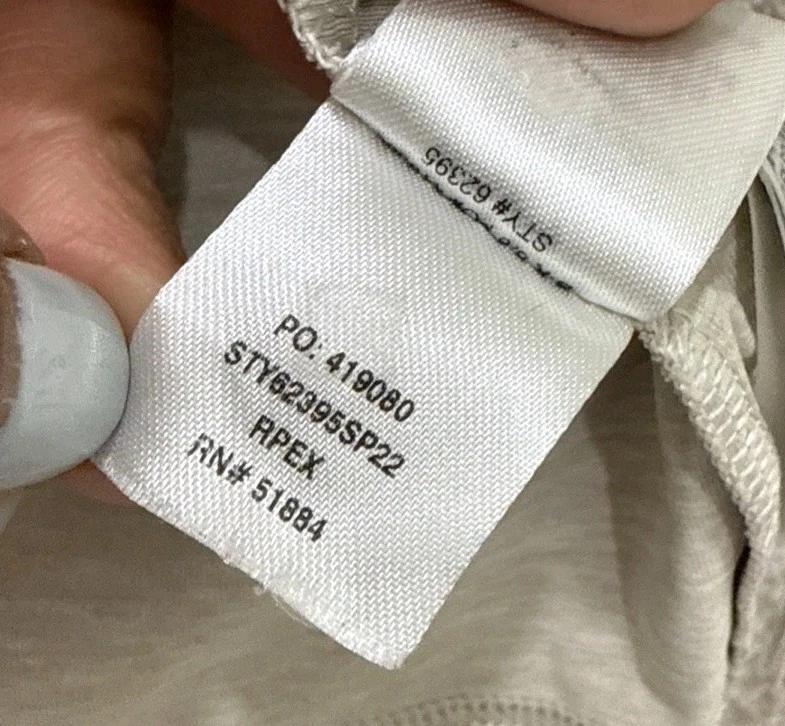 STY# 62395
PO: 419080
STY62395SP22
RPEX
RN# 51884